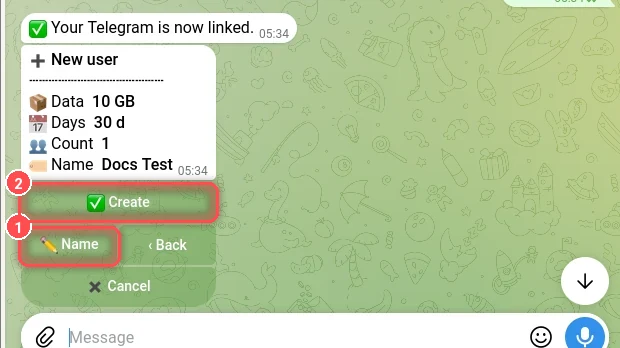 ✅ Your Telegram is now linked. 05:34
➕ New user
--------------------------------------------
📦 Data 10 GB
📅 Days 30 d
👥 Count 1
🏷️ Name Docs Test 05:34
2
✅ Create
1
✏️ Name ‹ Back
✖️ Cancel
Message